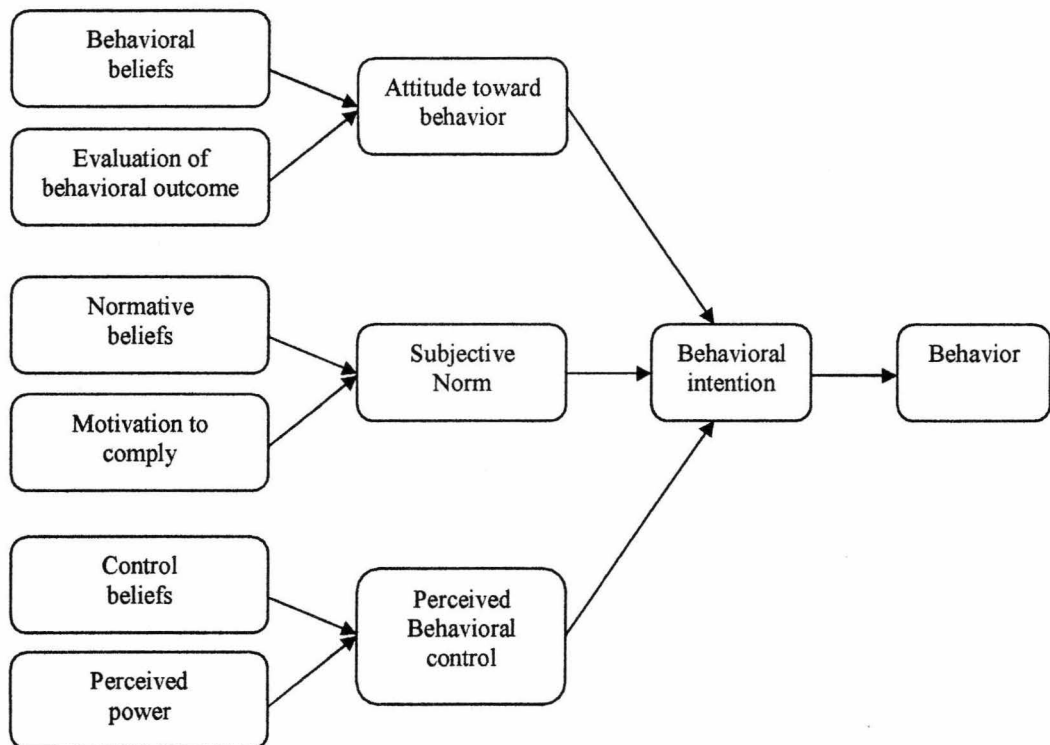 Behavioral
beliefs
Evaluation of
behavioral outcome
Attitude toward
behavior
Normative
beliefs
Motivation to
comply
Subjective
Norm
Control
beliefs
Perceived
power
Perceived
Behavioral
control
Behavioral
intention
Behavior